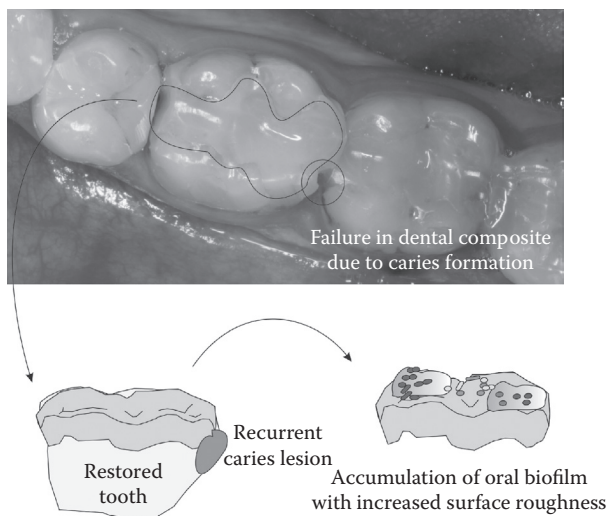 Failure in dental composite
due to caries formation
Recurrent
caries lesion
Restored
tooth
Accumulation of oral biofilm
with increased surface roughness